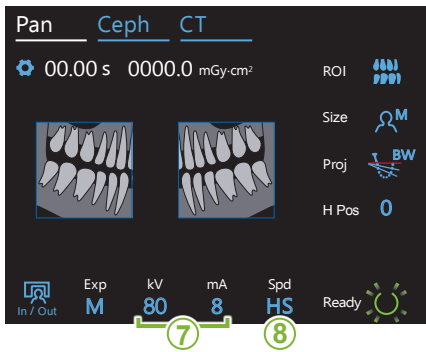 Pan Ceph CT
00.00 s 0000.0 mGy·cm²
ROI
Size M
Proj BW
H Pos 0
Exp kV mA Spd
In / Out M 80 8 HS Ready
7 8